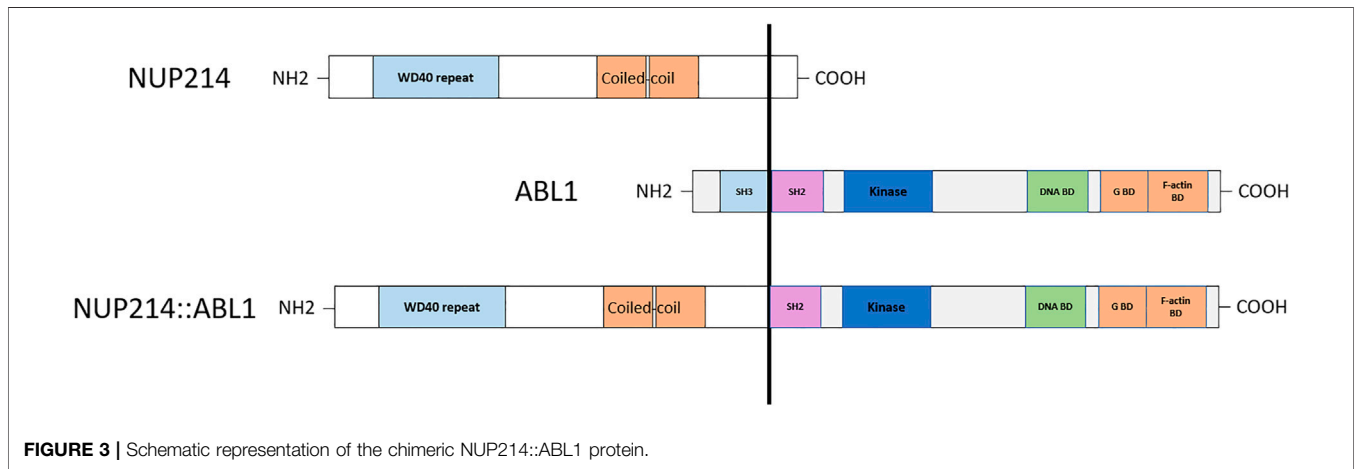 NUP214 NH2 WD40 repeat Coiled-coil COOH
ABL1 NH2 SH3 SH2 Kinase DNA BD G BD F-actin
BD
COOH
NUP214::ABL1 NH2 WD40 repeat Coiled-coil SH2 Kinase DNA BD G BD F-actin
BD
COOH
FIGURE 3 | Schematic representation of the chimeric NUP214::ABL1 protein.